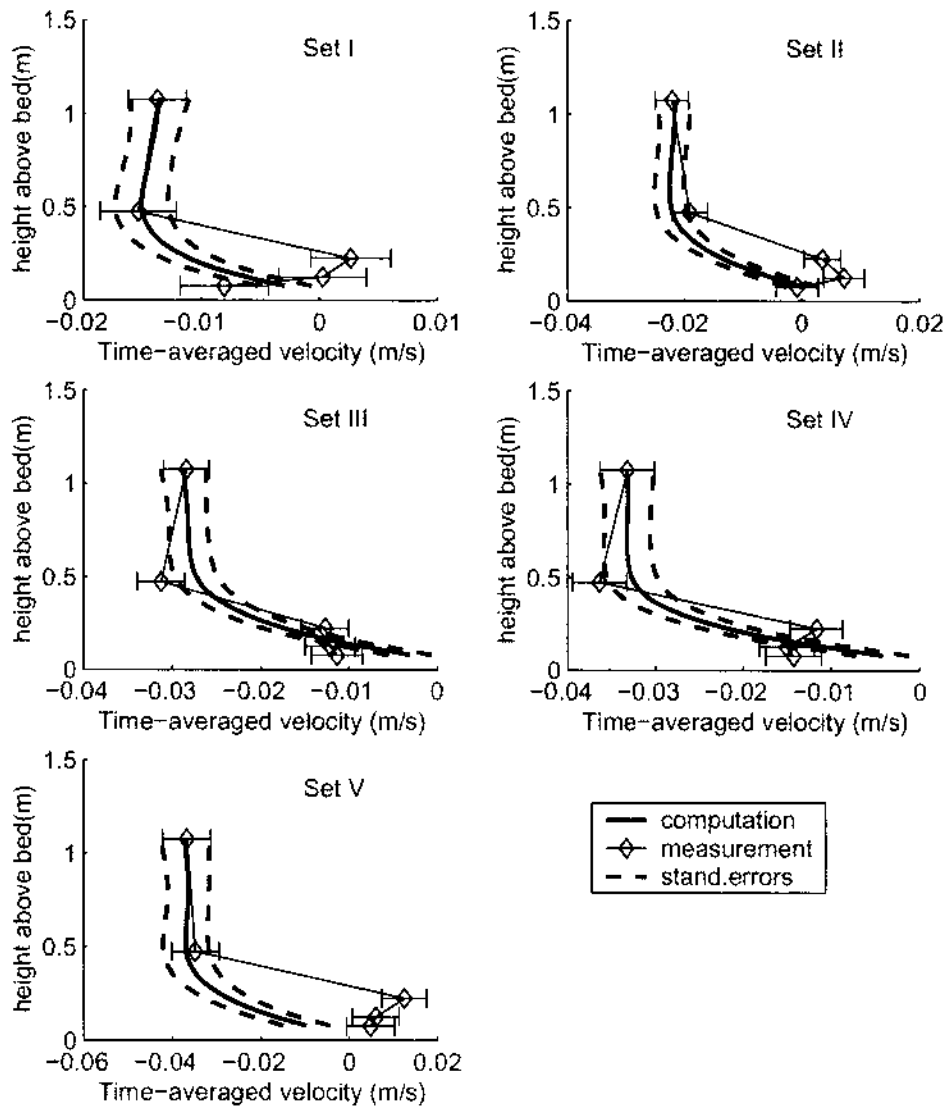 Set I
height above bed(m)
1.5
1
0.5
0
−0.02
−0.01
0
0.01
Time−averaged velocity (m/s)
Set II
height above bed(m)
1.5
1
0.5
0
−0.04
−0.02
0
0.02
Time−averaged velocity (m/s)
Set III
height above bed(m)
1.5
1
0.5
0
−0.04
−0.03
−0.02
−0.01
0
Time−averaged velocity (m/s)
Set IV
height above bed(m)
1.5
1
0.5
0
−0.04
−0.03
−0.02
−0.01
0
Time−averaged velocity (m/s)
Set V
height above bed(m)
1.5
1
0.5
0
−0.06
−0.04
−0.02
0
0.02
Time−averaged velocity (m/s)
computation
measurement
stand.errors